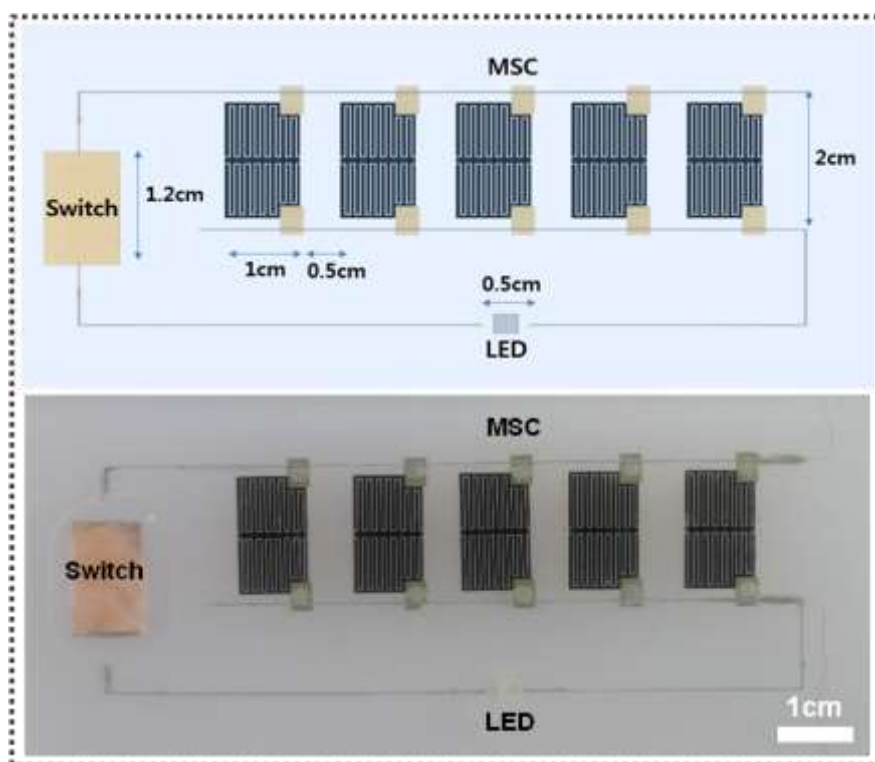 MSC
Switch
1.2cm
2cm
1cm
0.5cm
0.5cm
LED
MSC
Switch
LED
1cm